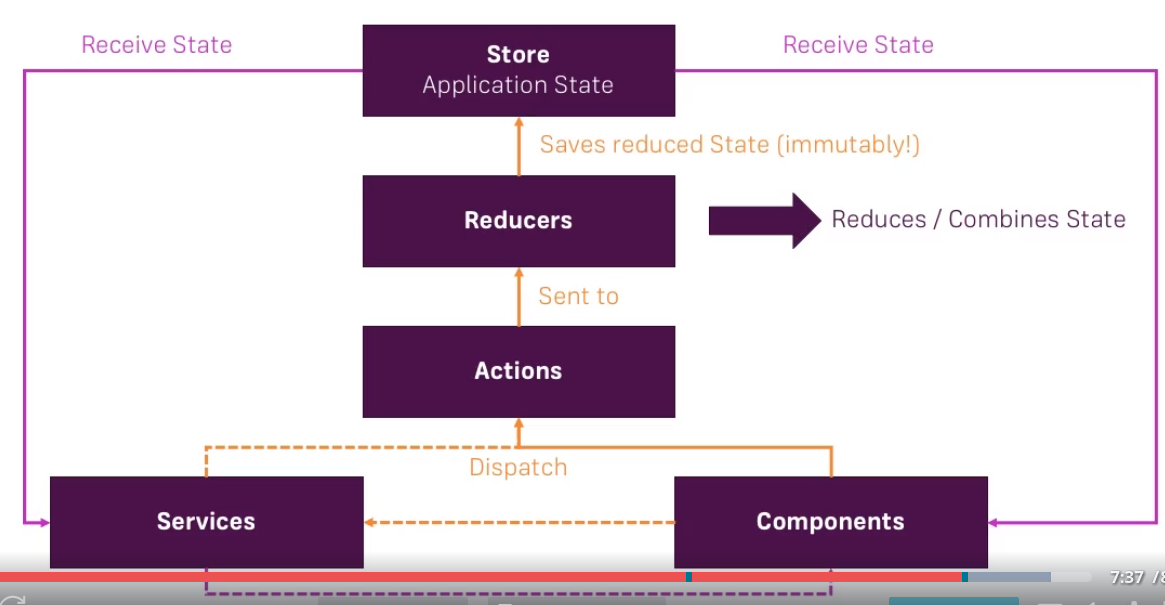 Receive State
Store
Receive State
Application State
Saves reduced State (immutably!)
Reducers
Reduces / Combines State
Sent to
Actions
Dispatch
Services
Components
7:37 /